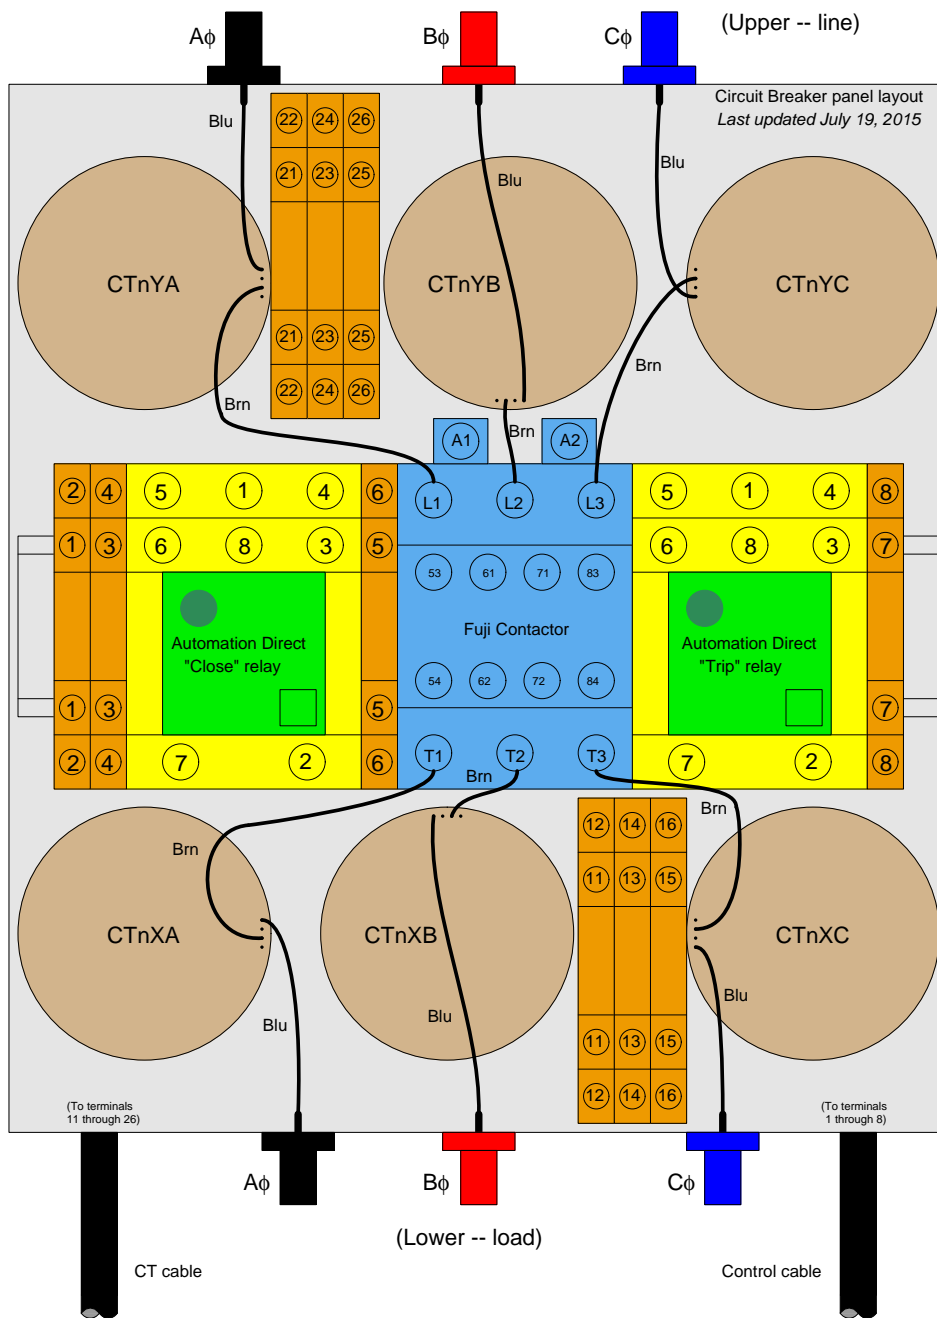 (Upper -- line)
Aϕ
Bϕ
Cϕ
Circuit Breaker panel layout
Last updated July 19, 2015
Blu
Blu
Blu
22 24 26
21 23 25
CTnYA
CTnYB
CTnYC
21 23 25
22 24 26
Brn
Brn
Brn
A1 A2
2 4 5 1 4 6 L1 L2 L3 5 1 4 8
1 3 6 8 3 5 6 8 3 7
53 61 71 83
Fuji Contactor
Automation Direct
"Close" relay
Automation Direct
"Trip" relay
54 62 72 84
1 3 5 7
2 4 7 2 6 T1 T2 T3 7 2 8
Brn
Brn
Brn
12 14 16
11 13 15
CTnXA
CTnXB
CTnXC
Blu
Blu
Blu
11 13 15
12 14 16
(To terminals
11 through 26)
(To terminals
1 through 8)
Aϕ
Bϕ
Cϕ
(Lower -- load)
CT cable
Control cable